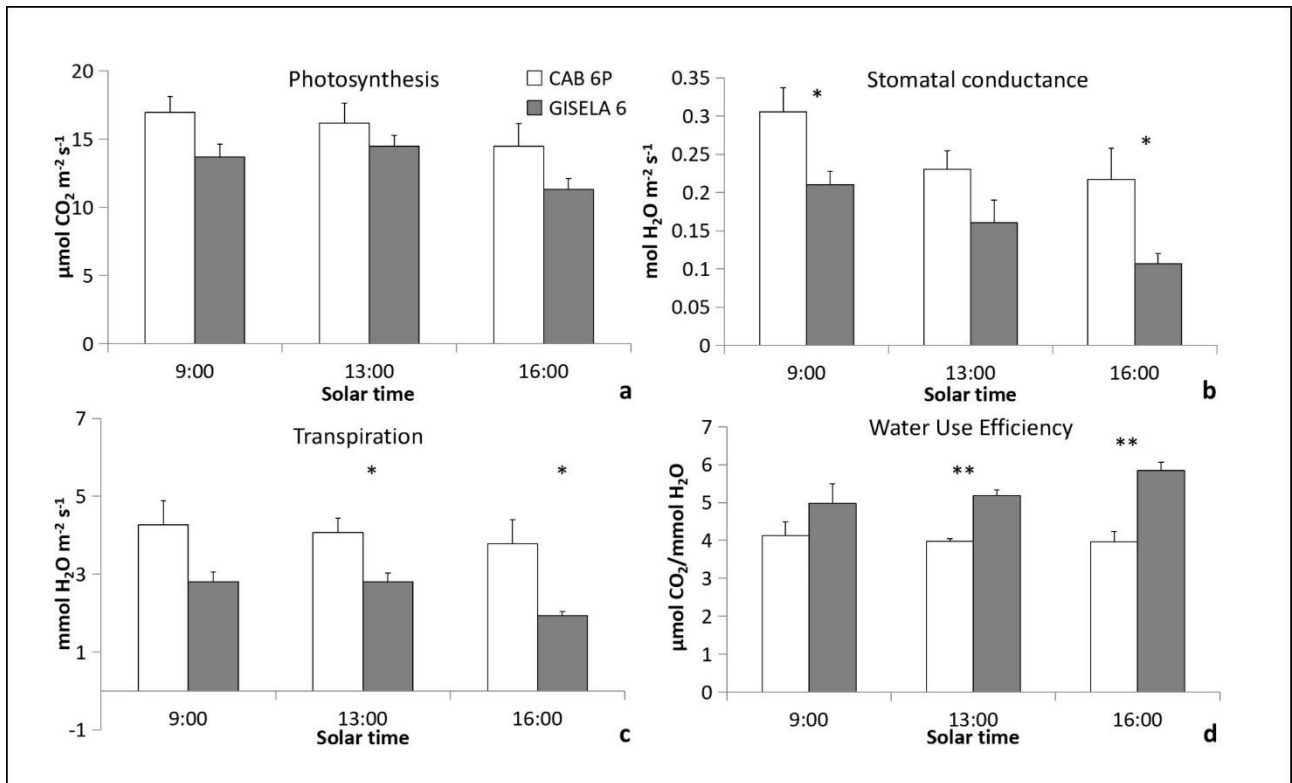 Photosynthesis
CAB 6P
GISELA 6
20
15
10
5
0
µmol CO₂ m⁻² s⁻¹
9:00 13:00 16:00
Solar time
a
Stomatal conductance
0.35
0.3
0.25
0.2
0.15
0.1
0.05
0
mol H₂O m⁻² s⁻¹
*
*
9:00 13:00 16:00
Solar time
b
Transpiration
7
5
3
1
-1
mmol H₂O m⁻² s⁻¹
*
*
9:00 13:00 16:00
Solar time
c
Water Use Efficiency
7
6
5
4
3
2
1
0
µmol CO₂/mmol H₂O
**
**
9:00 13:00 16:00
Solar time
d